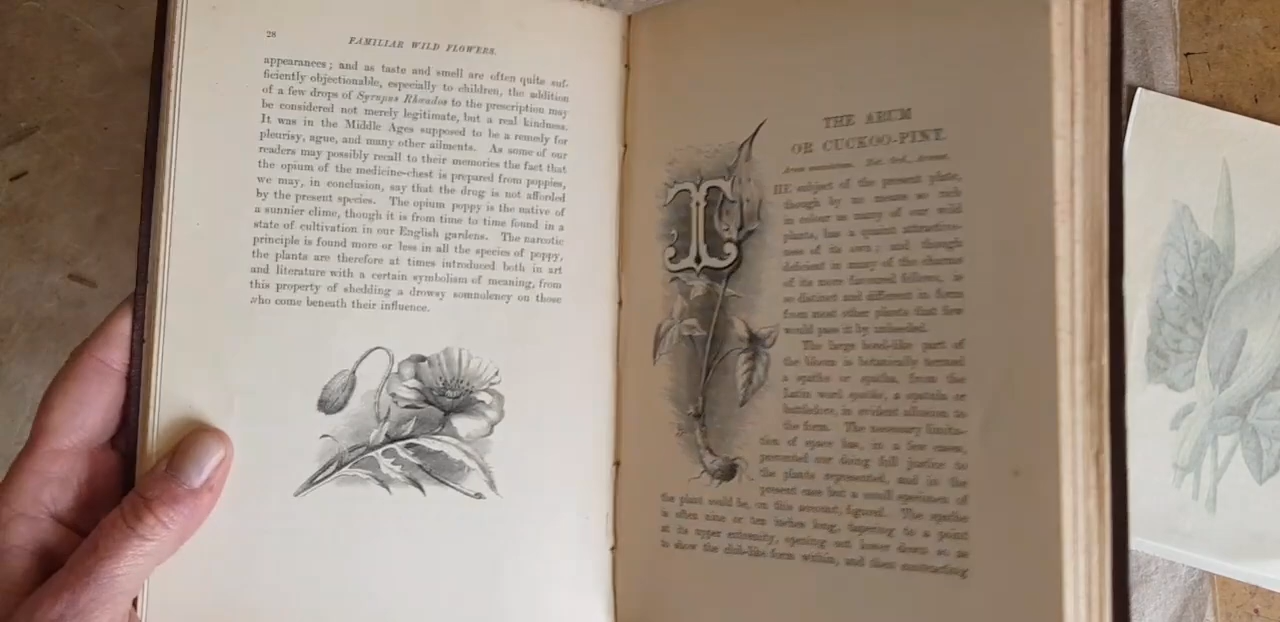 28
FAMILIAR WILD FLOWERS.
appearances; and as taste and smell are often quite suf-
ficiently objectionable, especially to children, the addition
of a few drops of Syrupus Rhœados to the prescription may
be considered not merely legitimate, but a real kindness.
It was in the Middle Ages supposed to be a remedy for
pleurisy, ague, and many other ailments. As some of our
readers may possibly recall to their memories the fact that
the opium of the medicine-chest is prepared from poppies,
we may, in conclusion, say that the drug is not afforded
by the present species. The opium poppy is the native of
a sunnier clime, though it is from time to time found in a
state of cultivation in our English gardens. The narcotic
principle is found more or less in all the species of poppy,
the plants are therefore at times introduced both in art
and literature with a certain symbolism of meaning, from
this property of shedding a drowsy somnolency on those
who come beneath their influence.
THE ARUM
OR CUCKOO-PINT.
Arum maculatum. Nat. Ord., Araceæ.
THE subject of the present plate,
though by no means so rich
in colour as many of our wild
plants, has a quaint attractive-
ness of its own; and though
deficient in many of the charms
of its more favoured fellows, is
so distinct and different in form
from most other plants that few
would pass it by unheeded.
The large hood-like part of
the bloom is botanically termed
a spathe or spatha, from the
Latin word spatha, a spatula or
battledore, in evident allusion to
the form. The necessary limita-
tion of space has, in a few cases,
prevented our doing full justice to
the plants represented, and in the
present case but a small specimen of
the plant could be, on this account, figured. The spathe
is often nine or ten inches long, tapering to a point
at its upper extremity, opening out lower down so as
to show the club-like form within, and then contracting